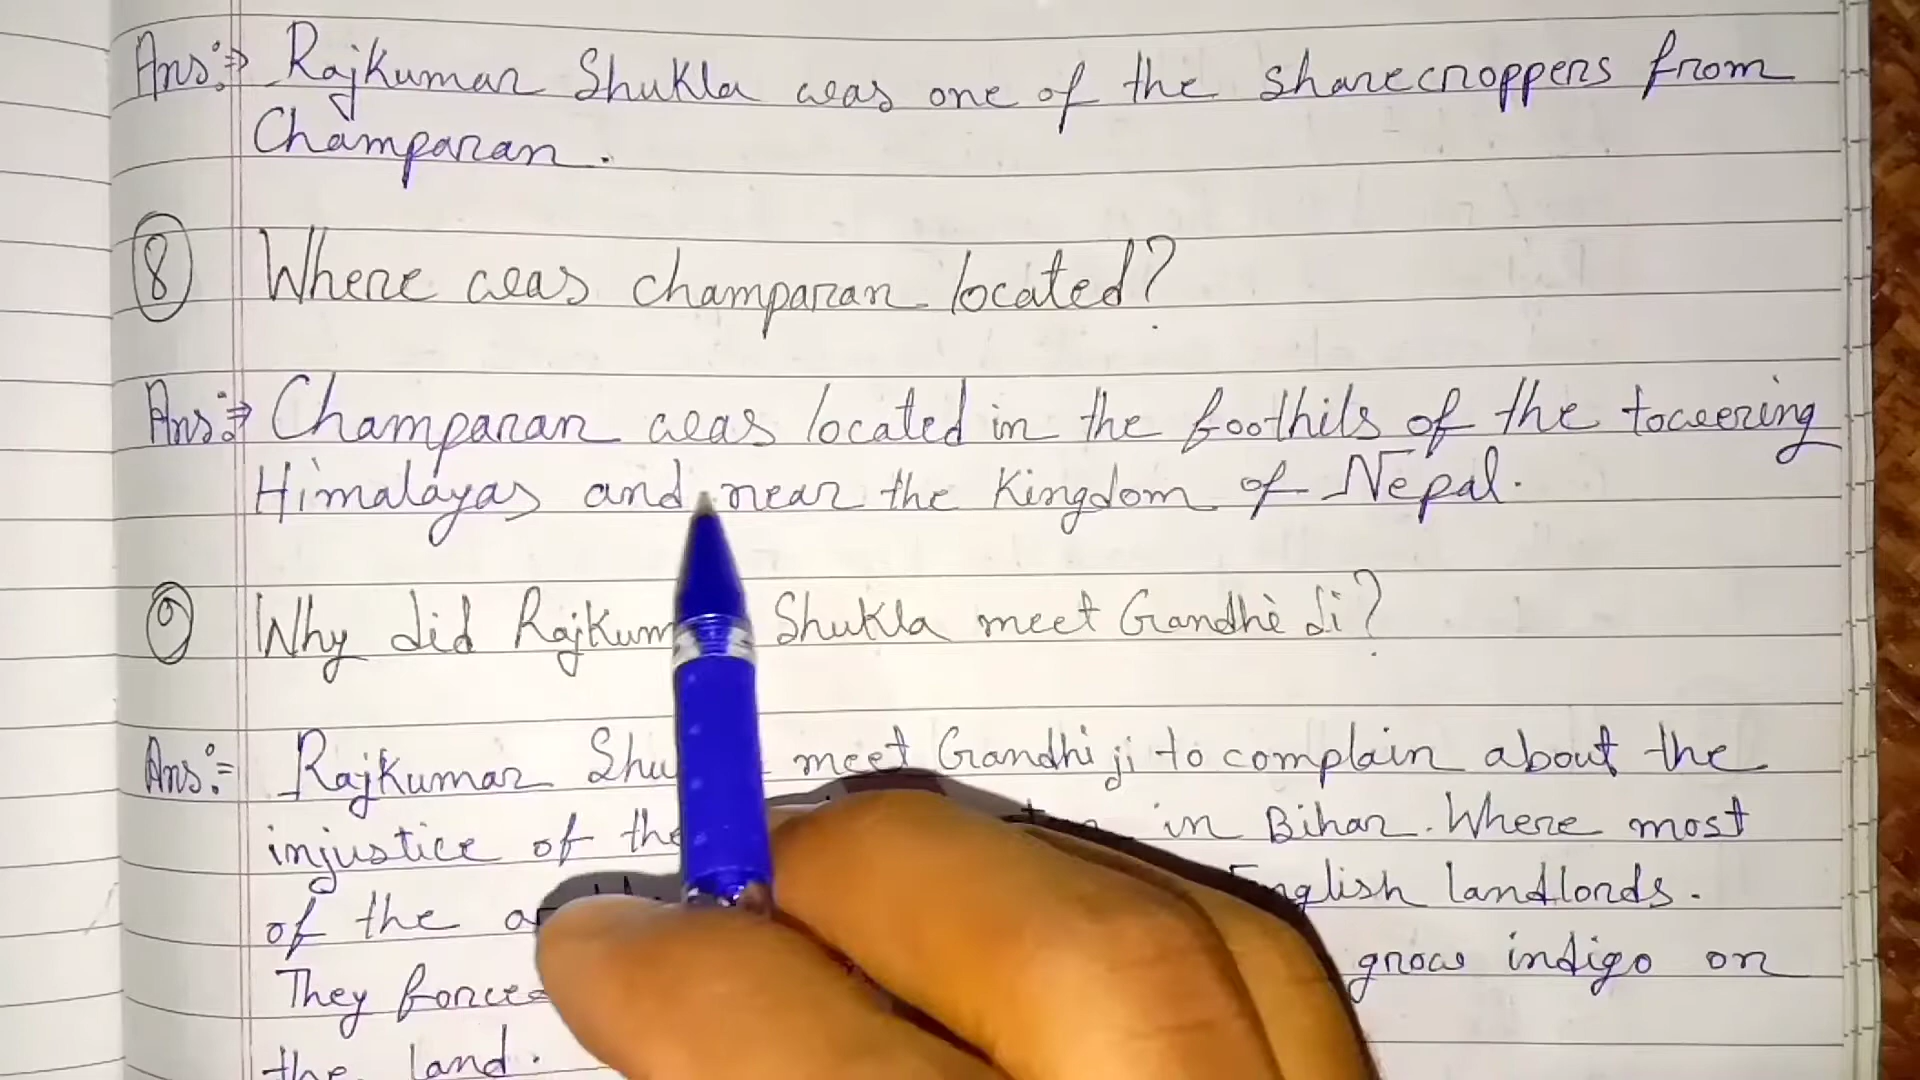 Ans:⇒ Rajkumar Shukla was one of the sharecroppers from
Champaran.
8 Where was champaran located?
Ans:⇒ Champaran was located in the foothils of the towering
Himalayas and near the Kingdom of Nepal.
9 Why did Shukla meet Gandhi Ji?
Ans:= Rajkumar meet Gandhi ji to complain about the
injustice of the in Bihar. Where most
of the English landlords.
They grow indigo on
the land.